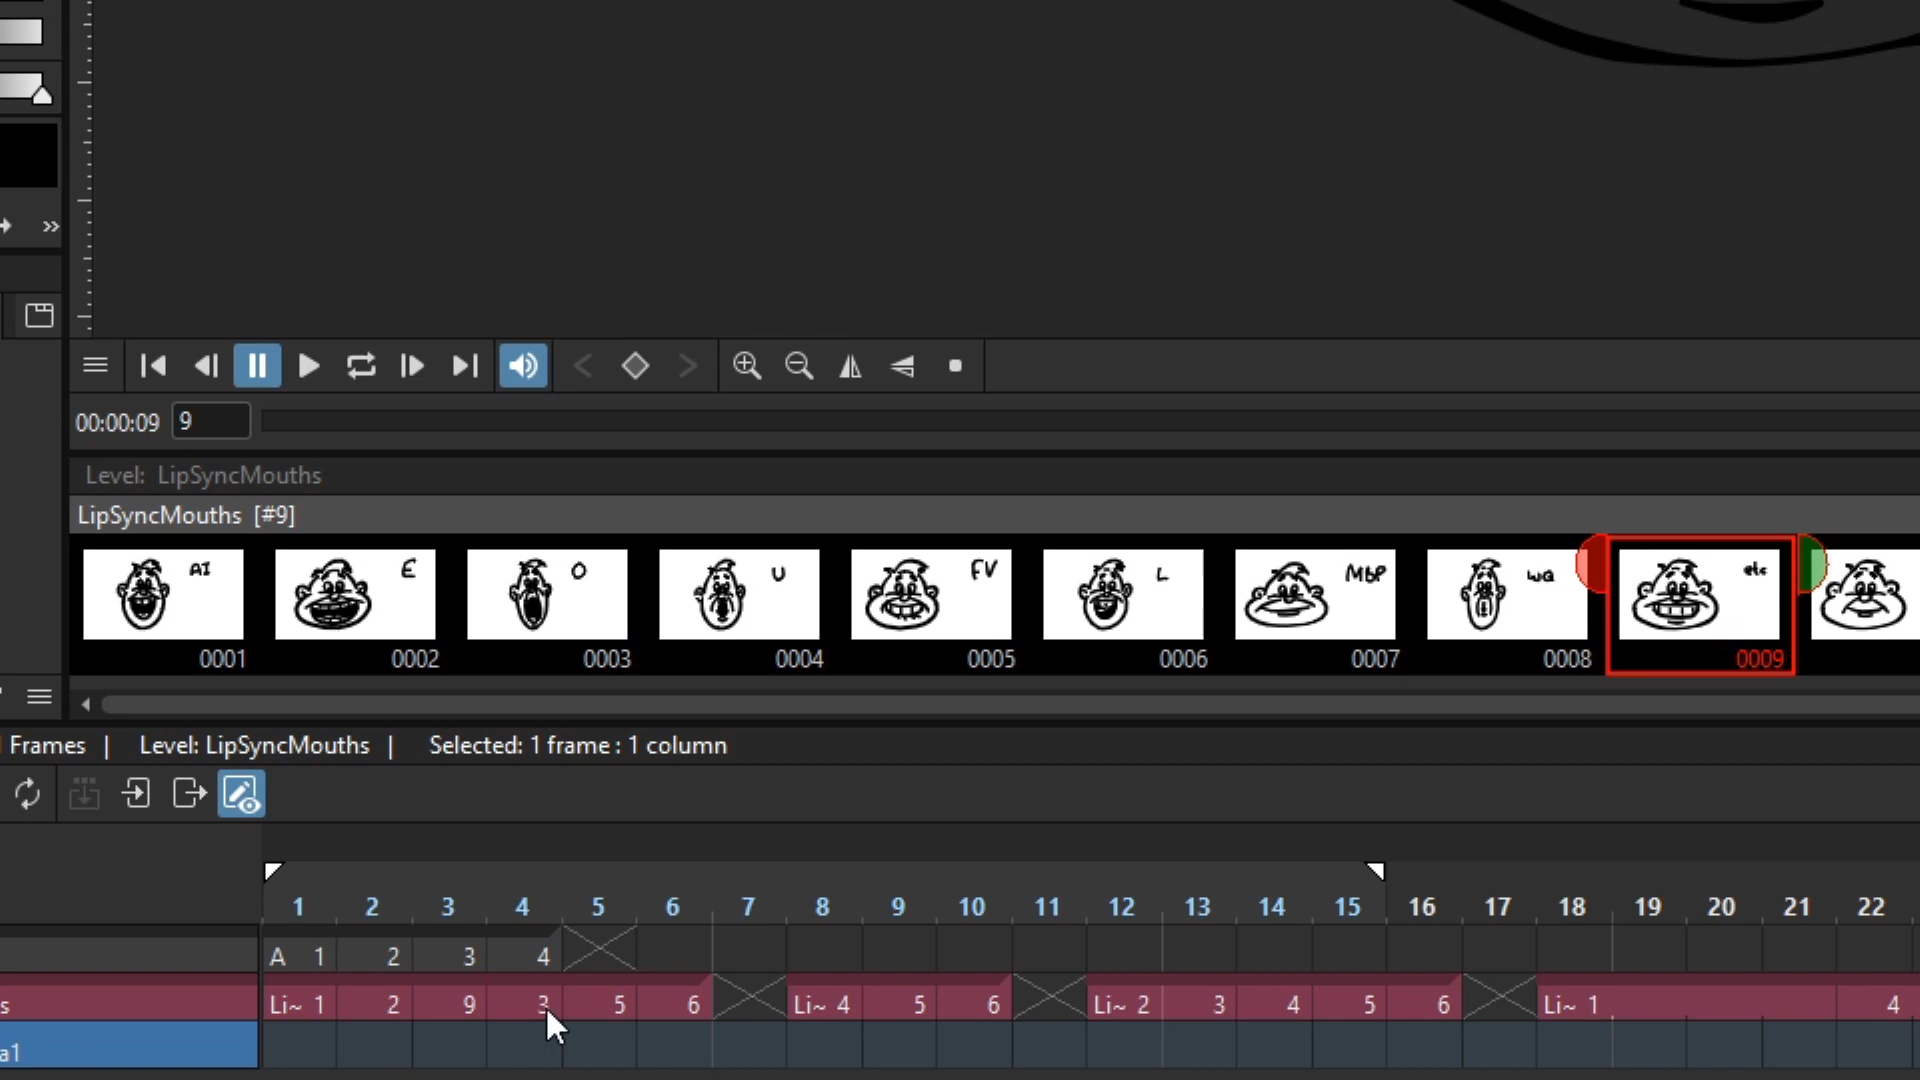 »
00:00:09 9
Level: LipSyncMouths
LipSyncMouths [#9]
AI E O U FV L MbP WQ etc
0001 0002 0003 0004 0005 0006 0007 0008 0009
Frames | Level: LipSyncMouths | Selected: 1 frame : 1 column
1 2 3 4 5 6 7 8 9 10 11 12 13 14 15 16 17 18 19 20 21 22
A 1 2 3 4
s Li~ 1 2 9 3 5 6 Li~ 4 5 6 Li~ 2 3 4 5 6 Li~ 1 4
a1